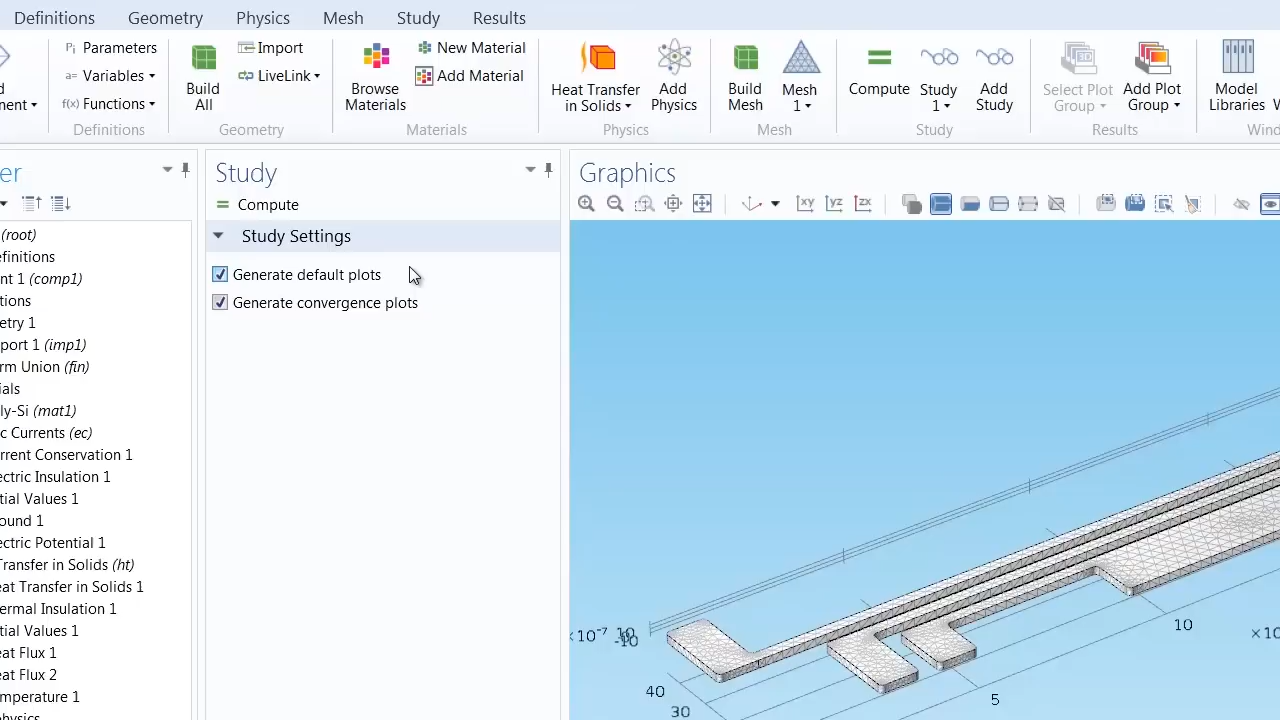 Definitions Geometry Physics Mesh Study Results
Parameters Import New Material
a= Variables LiveLink Add Material
f(x) Functions
Build All
Browse Materials
Heat Transfer in Solids
Add Physics
Build Mesh
Mesh 1
Compute
Study 1
Add Study
Select Plot Group
Add Plot Group
Model Libraries
Definitions Geometry Materials Physics Mesh Study Results
er
Study
Graphics
Compute
Study Settings
Generate default plots
Generate convergence plots
(root)
efinitions
nt 1 (comp1)
tions
etry 1
port 1 (imp1)
rm Union (fin)
ials
ly-Si (mat1)
c Currents (ec)
rrent Conservation 1
ectric Insulation 1
tial Values 1
ound 1
ectric Potential 1
Transfer in Solids (ht)
eat Transfer in Solids 1
ermal Insulation 1
tial Values 1
eat Flux 1
eat Flux 2
emperature 1
xy yz zx
×10⁻⁷
10
×10
40
30
5